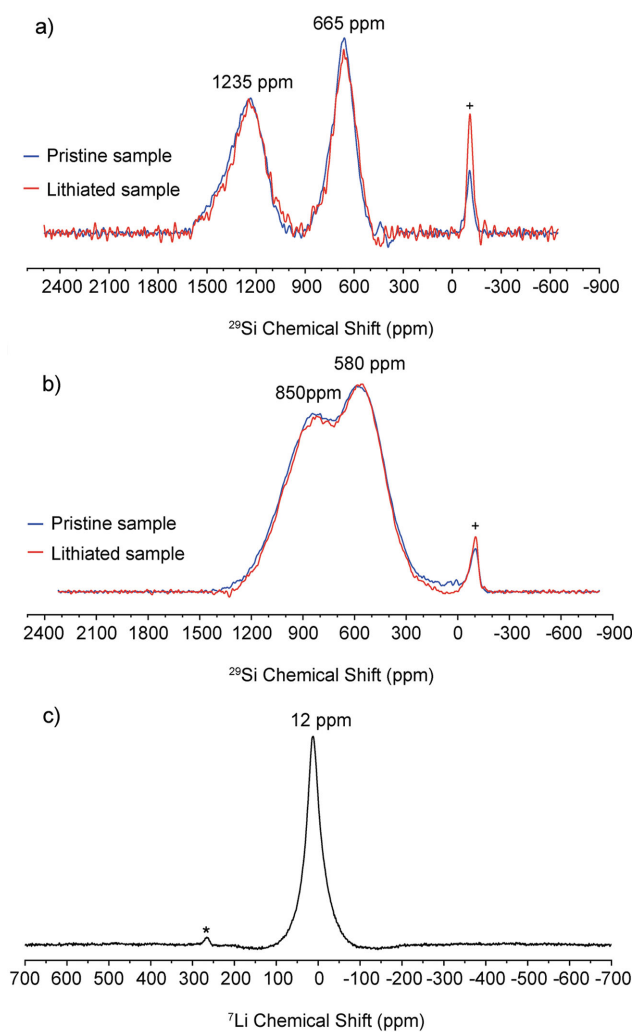 a)
665 ppm
1235 ppm
+
Pristine sample
Lithiated sample
2400 2100 1800 1500 1200 900 600 300 0 -300 -600 -900
²⁹Si Chemical Shift (ppm)
b)
580 ppm
850ppm
+
Pristine sample
Lithiated sample
2400 2100 1800 1500 1200 900 600 300 0 -300 -600 -900
²⁹Si Chemical Shift (ppm)
c)
12 ppm
*
700 600 500 400 300 200 100 0 -100 -200 -300 -400 -500 -600 -700
⁷Li Chemical Shift (ppm)